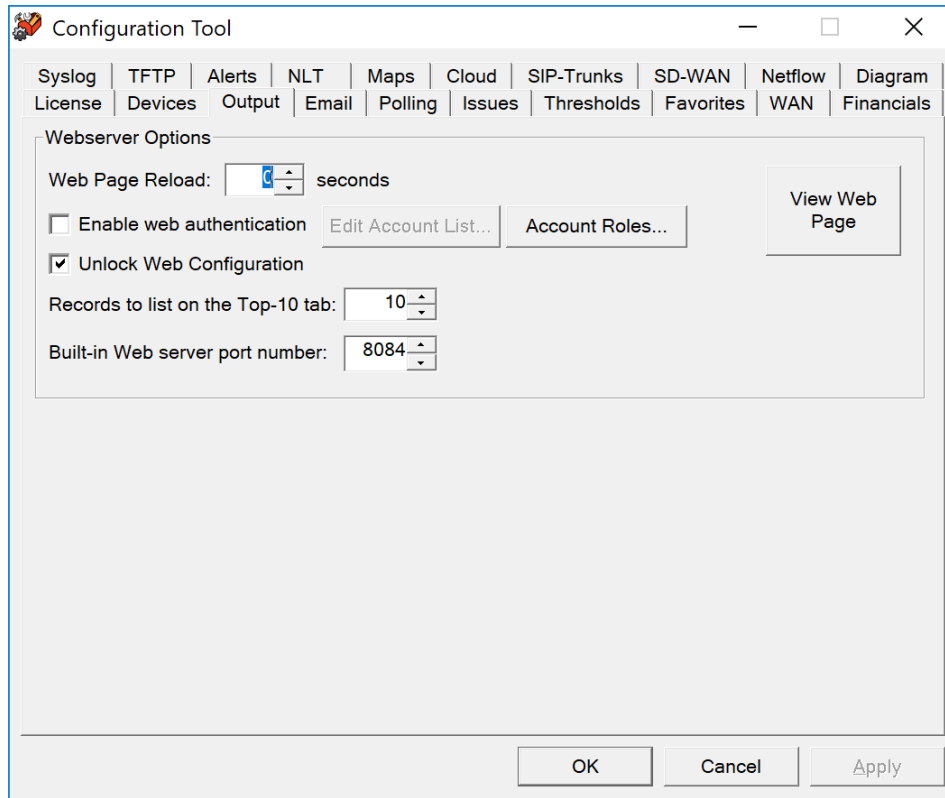 Configuration Tool
Syslog TFTP Alerts NLT Maps Cloud SIP-Trunks SD-WAN Netflow Diagram
License Devices Output Email Polling Issues Thresholds Favorites WAN Financials
Webserver Options
Web Page Reload: seconds
View Web
Page
Enable web authentication Edit Account List... Account Roles...
Unlock Web Configuration
Records to list on the Top-10 tab: 10
Built-in Web server port number: 8084
OK Cancel Apply